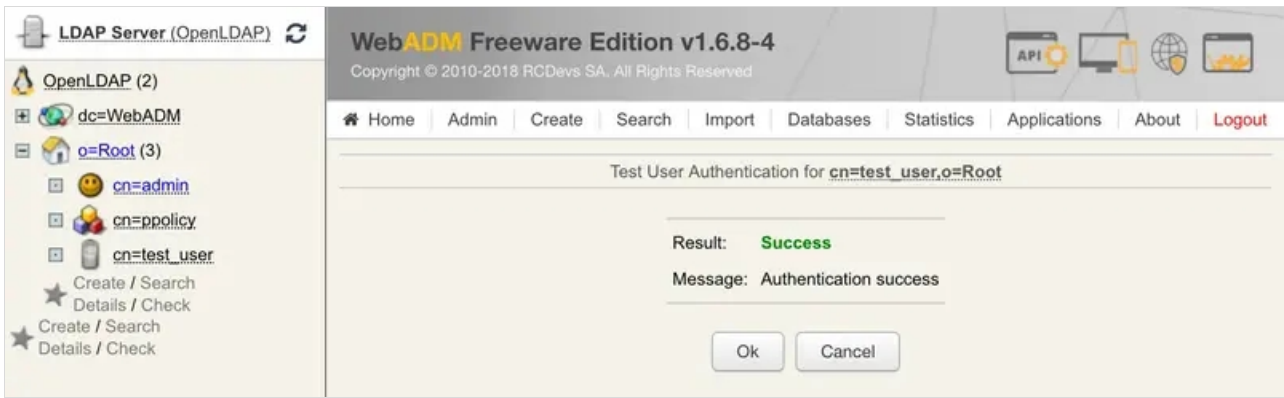 LDAP Server (OpenLDAP)
OpenLDAP (2)
dc=WebADM
o=Root (3)
cn=admin
cn=ppolicy
cn=test_user
Create / Search
Details / Check
Create / Search
Details / Check
WebADM Freeware Edition v1.6.8-4
Copyright © 2010-2018 RCDevs SA, All Rights Reserved
API
Home Admin Create Search Import Databases Statistics Applications About Logout
Test User Authentication for cn=test_user,o=Root
Result: Success
Message: Authentication success
Ok Cancel